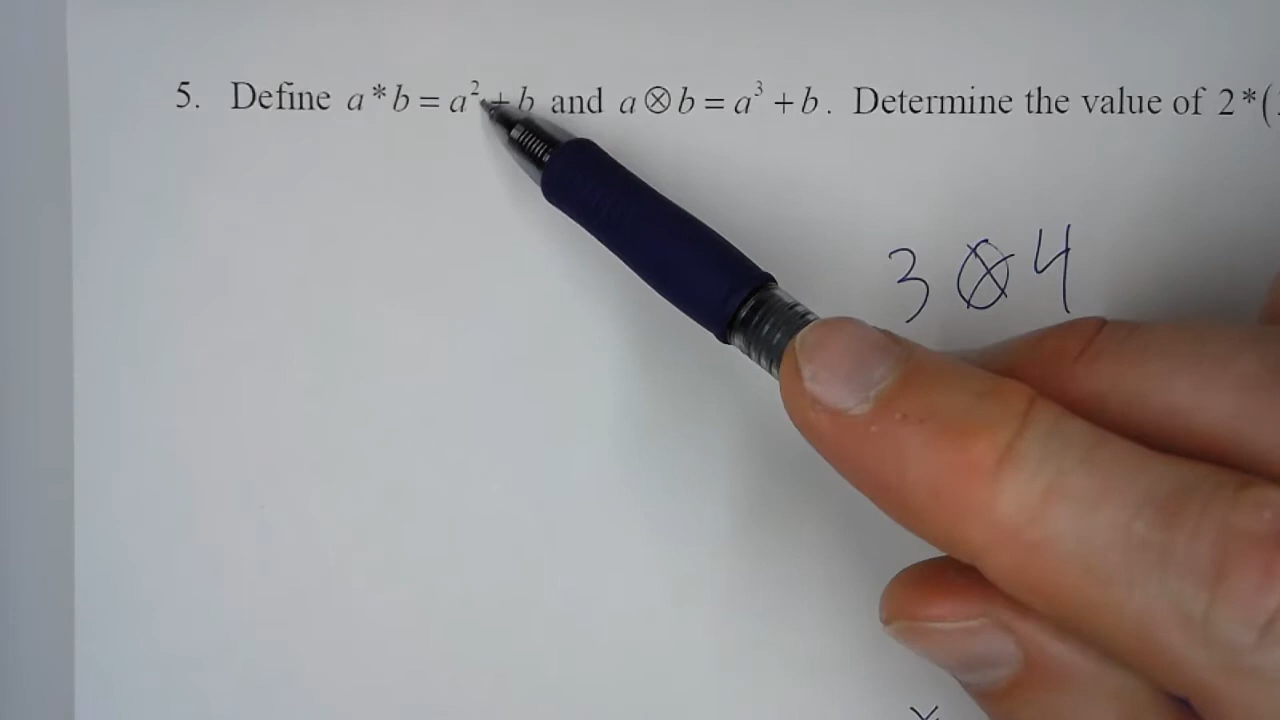 5. Define a * b = a² + b and a ⊗ b = a³ + b. Determine the value of 2 * (
3 ⊗ 4